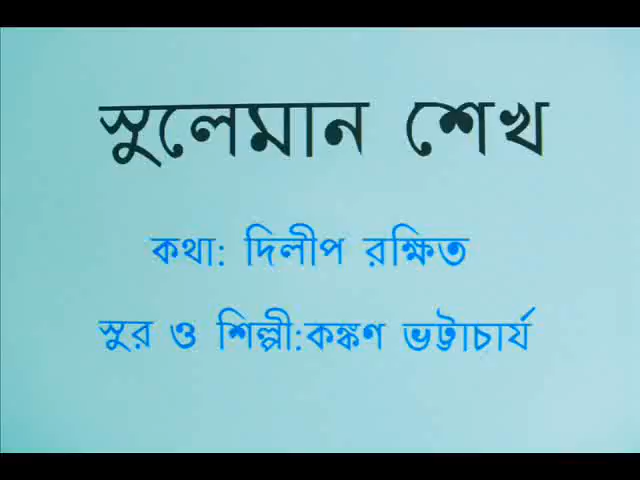 সুলেমান শেখ
কথা: দিলীপ রক্ষিত
সুর ও শিল্পী:কঙ্কণ ভট্টাচার্য